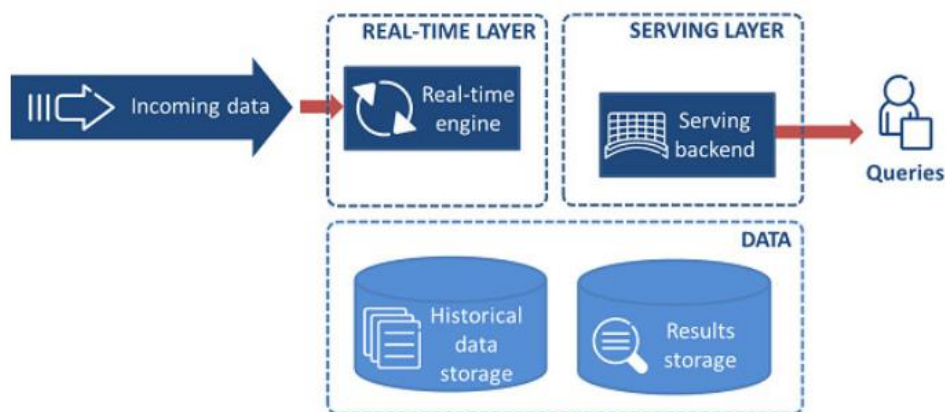 REAL-TIME LAYER
SERVING LAYER
Incoming data
Real-time
engine
Serving
backend
Queries
DATA
Historical
data
storage
Results
storage